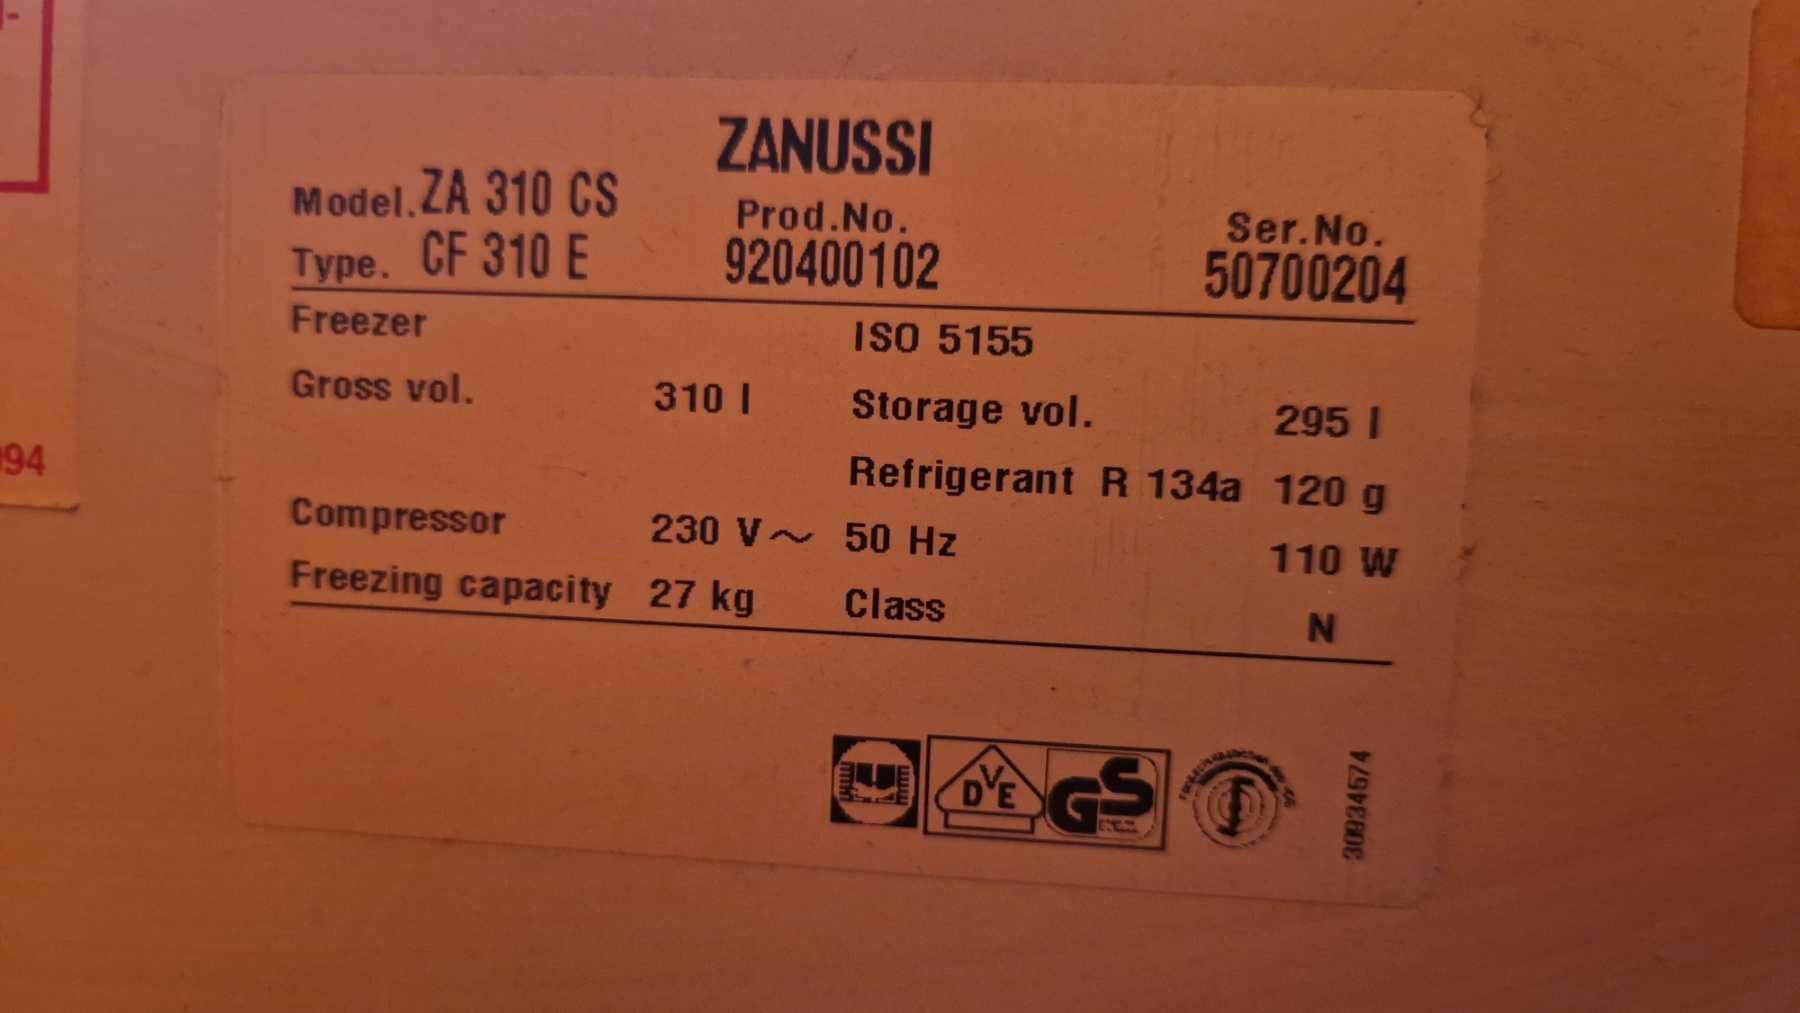 ZANUSSI
Model. ZA 310 CS Prod.No. Ser.No.
Type. CF 310 E 920400102 50700204
Freezer ISO 5155
Gross vol. 310 l Storage vol. 295 l
Refrigerant R 134a 120 g
Compressor 230 V~ 50 Hz 110 W
Freezing capacity 27 kg Class N
DVE GS
30934574
94